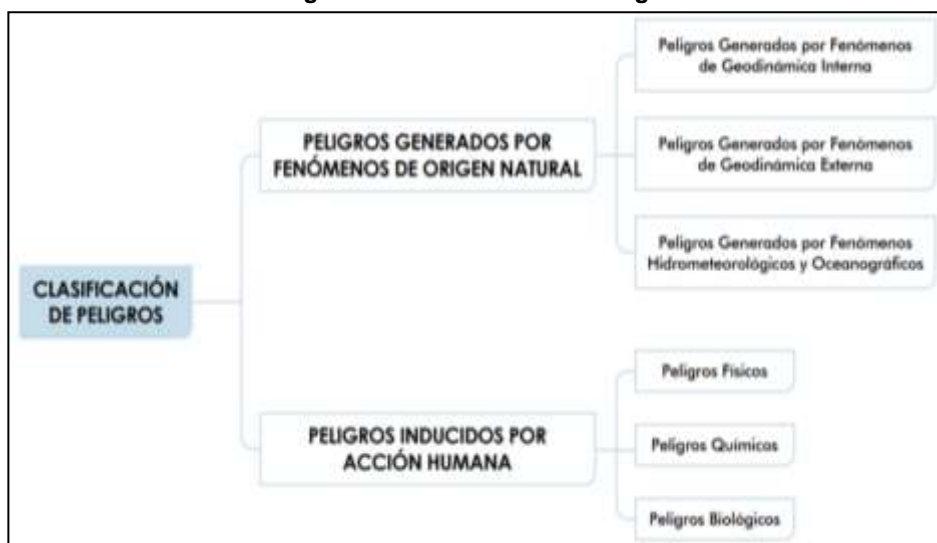 CLASIFICACIÓN
DE PELIGROS
PELIGROS GENERADOS POR
FENÓMENOS DE ORIGEN NATURAL
Peligros Generados por Fenómenos
de Geodinámica Interna
Peligros Generados por Fenómenos
de Geodinámica Externa
Peligros Generados por Fenómenos
Hidrometeorológicos y Oceanográficos
PELIGROS INDUCIDOS POR
ACCIÓN HUMANA
Peligros Físicos
Peligros Químicos
Peligros Biológicos